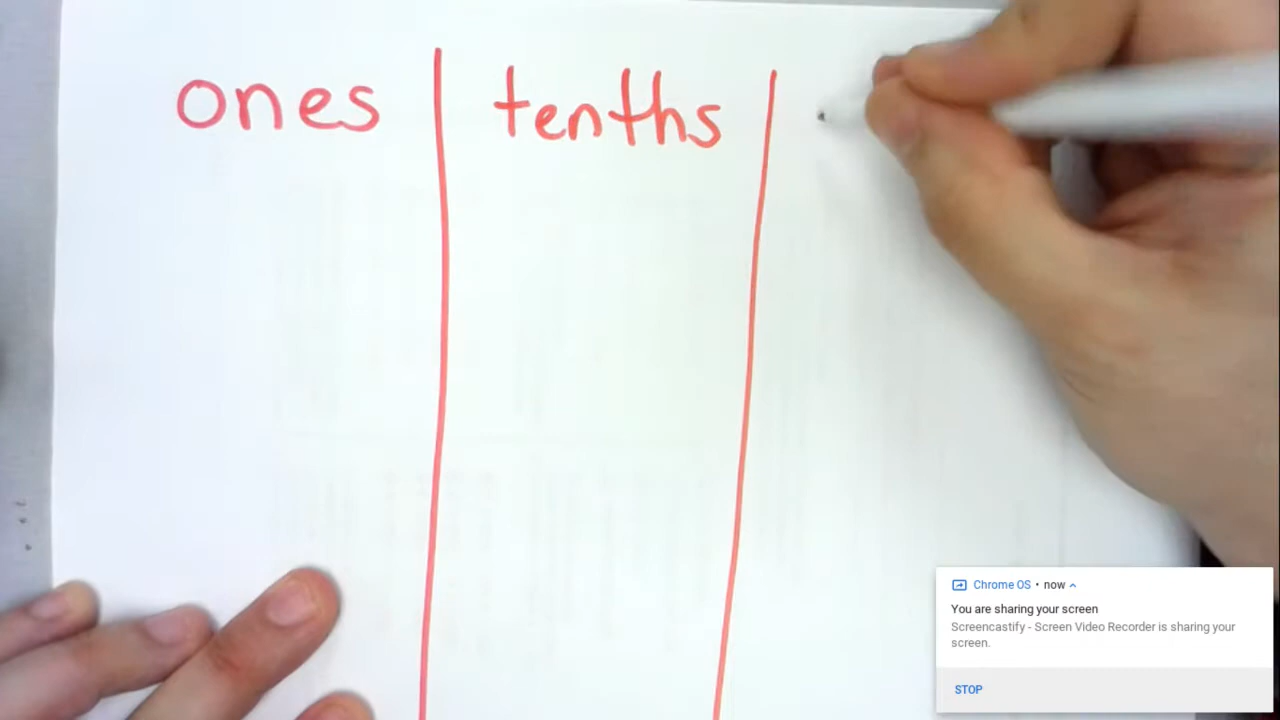 ones tenths
Chrome OS • now
You are sharing your screen
Screencastify - Screen Video Recorder is sharing your
screen.
STOP